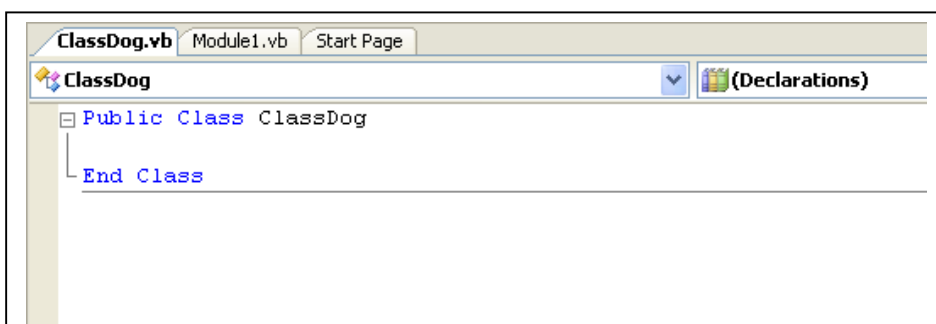 ClassDog.vb Module1.vb Start Page
ClassDog (Declarations)
Public Class ClassDog
End Class